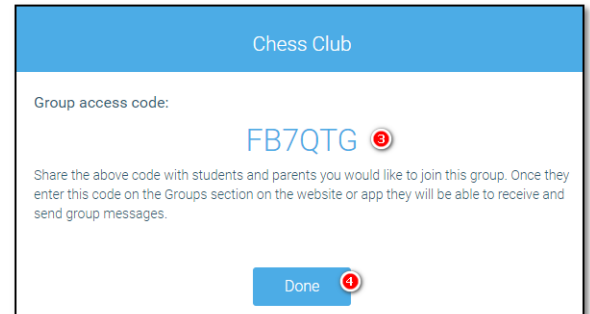 Chess Club
Group access code:
FB7QTG 3
Share the above code with students and parents you would like to join this group. Once they
enter this code on the Groups section on the website or app they will be able to receive and
send group messages.
Done 4